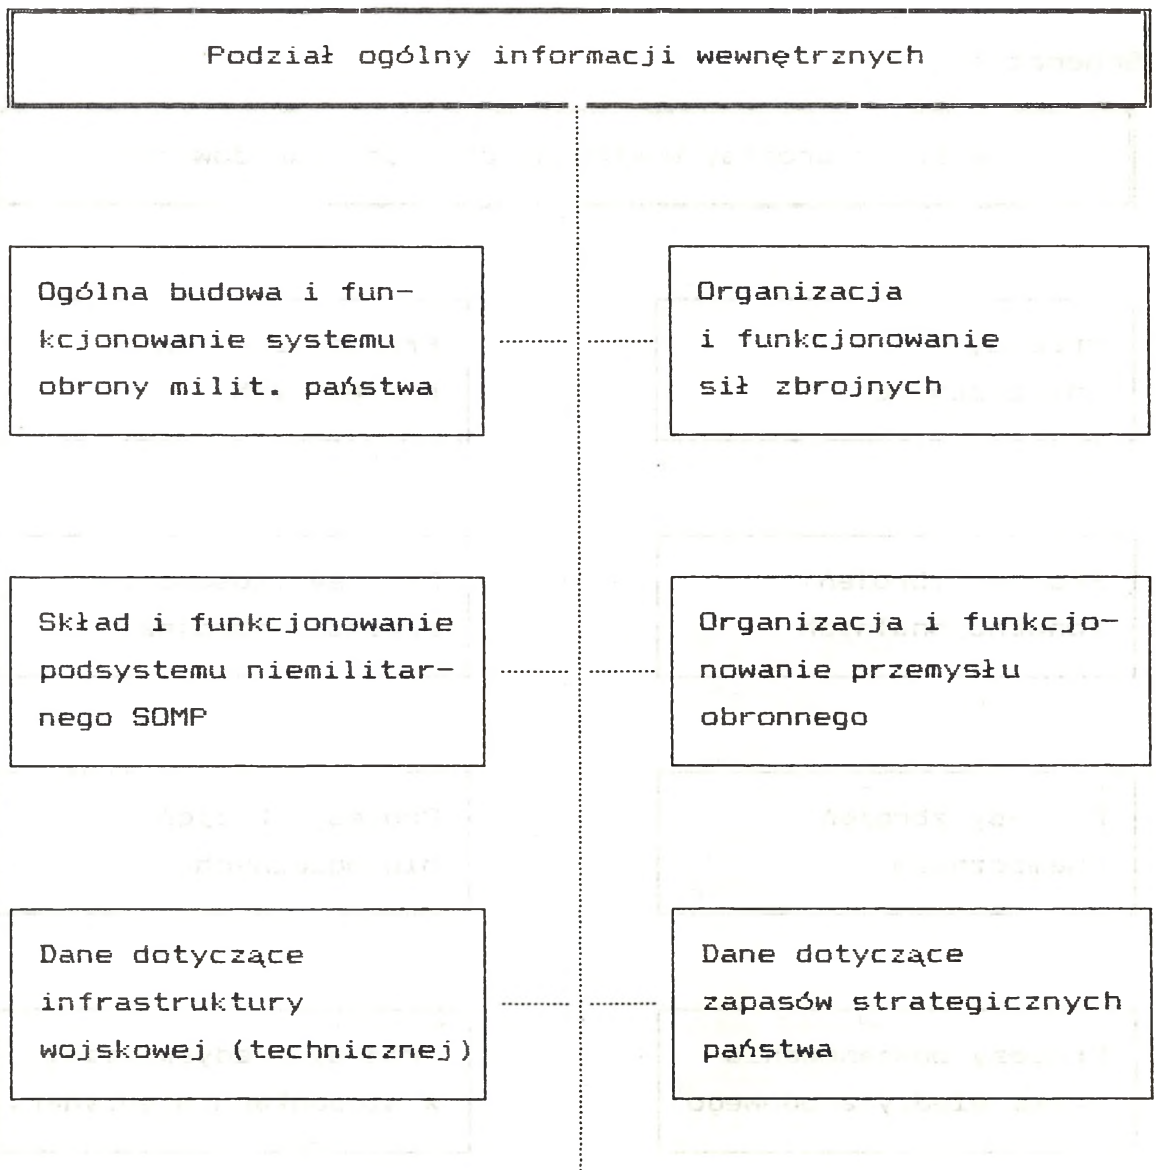 Podział ogólny informacji wewnętrznych
Ogólna budowa i fun-
kcjonowanie systemu
obrony milit. państwa
Organizacja
i funkcjonowanie
sił zbrojnych
Skład i funkcjonowanie
podsystemu niemilitar-
nego SOMP
Organizacja i funkcjo-
nowanie przemysłu
obronnego
Dane dotyczące
infrastruktury
wojskowej (technicznej)
Dane dotyczące
zapasów strategicznych
państwa